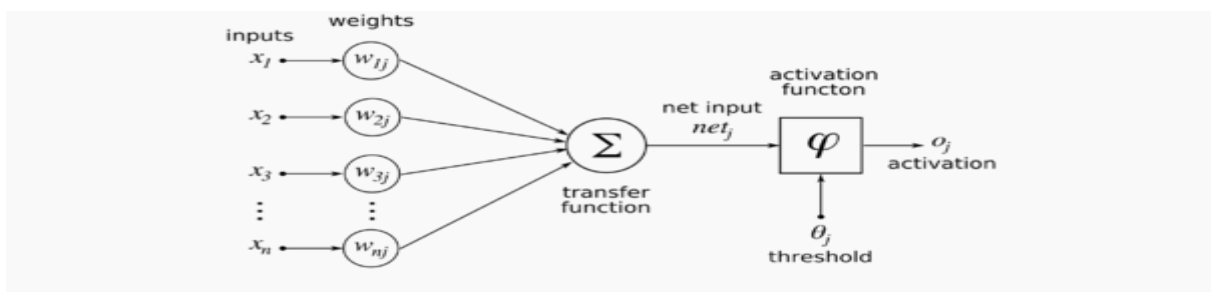 weights
inputs
x1 w1j
x2 w2j
x3 w3j
⋮ ⋮
xn wnj
Σ
transfer
function
net input
netj
activation
functon
φ
oj
activation
θj
threshold